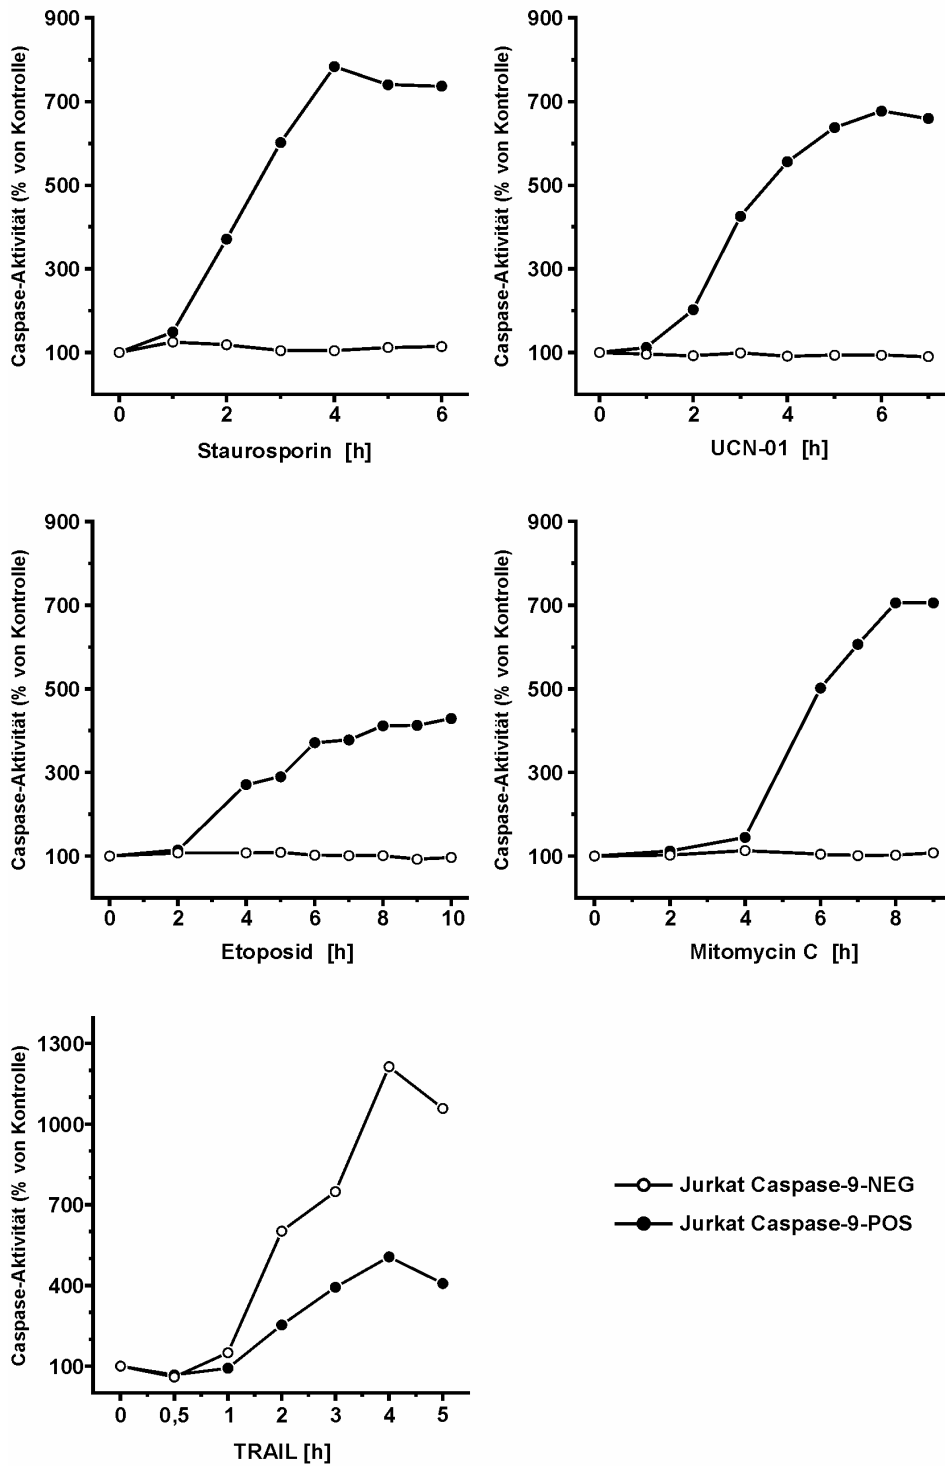 900
700
500
300
100
Caspase-Aktivität (% von Kontrolle)
0 2 4 6
Staurosporin [h]
900
700
500
300
100
Caspase-Aktivität (% von Kontrolle)
0 2 4 6
UCN-01 [h]
900
700
500
300
100
Caspase-Aktivität (% von Kontrolle)
0 2 4 6 8 10
Etoposid [h]
900
700
500
300
100
Caspase-Aktivität (% von Kontrolle)
0 2 4 6 8
Mitomycin C [h]
1300
1000
700
400
100
Caspase-Aktivität (% von Kontrolle)
0 0,5 1 2 3 4 5
TRAIL [h]
Jurkat Caspase-9-NEG
Jurkat Caspase-9-POS